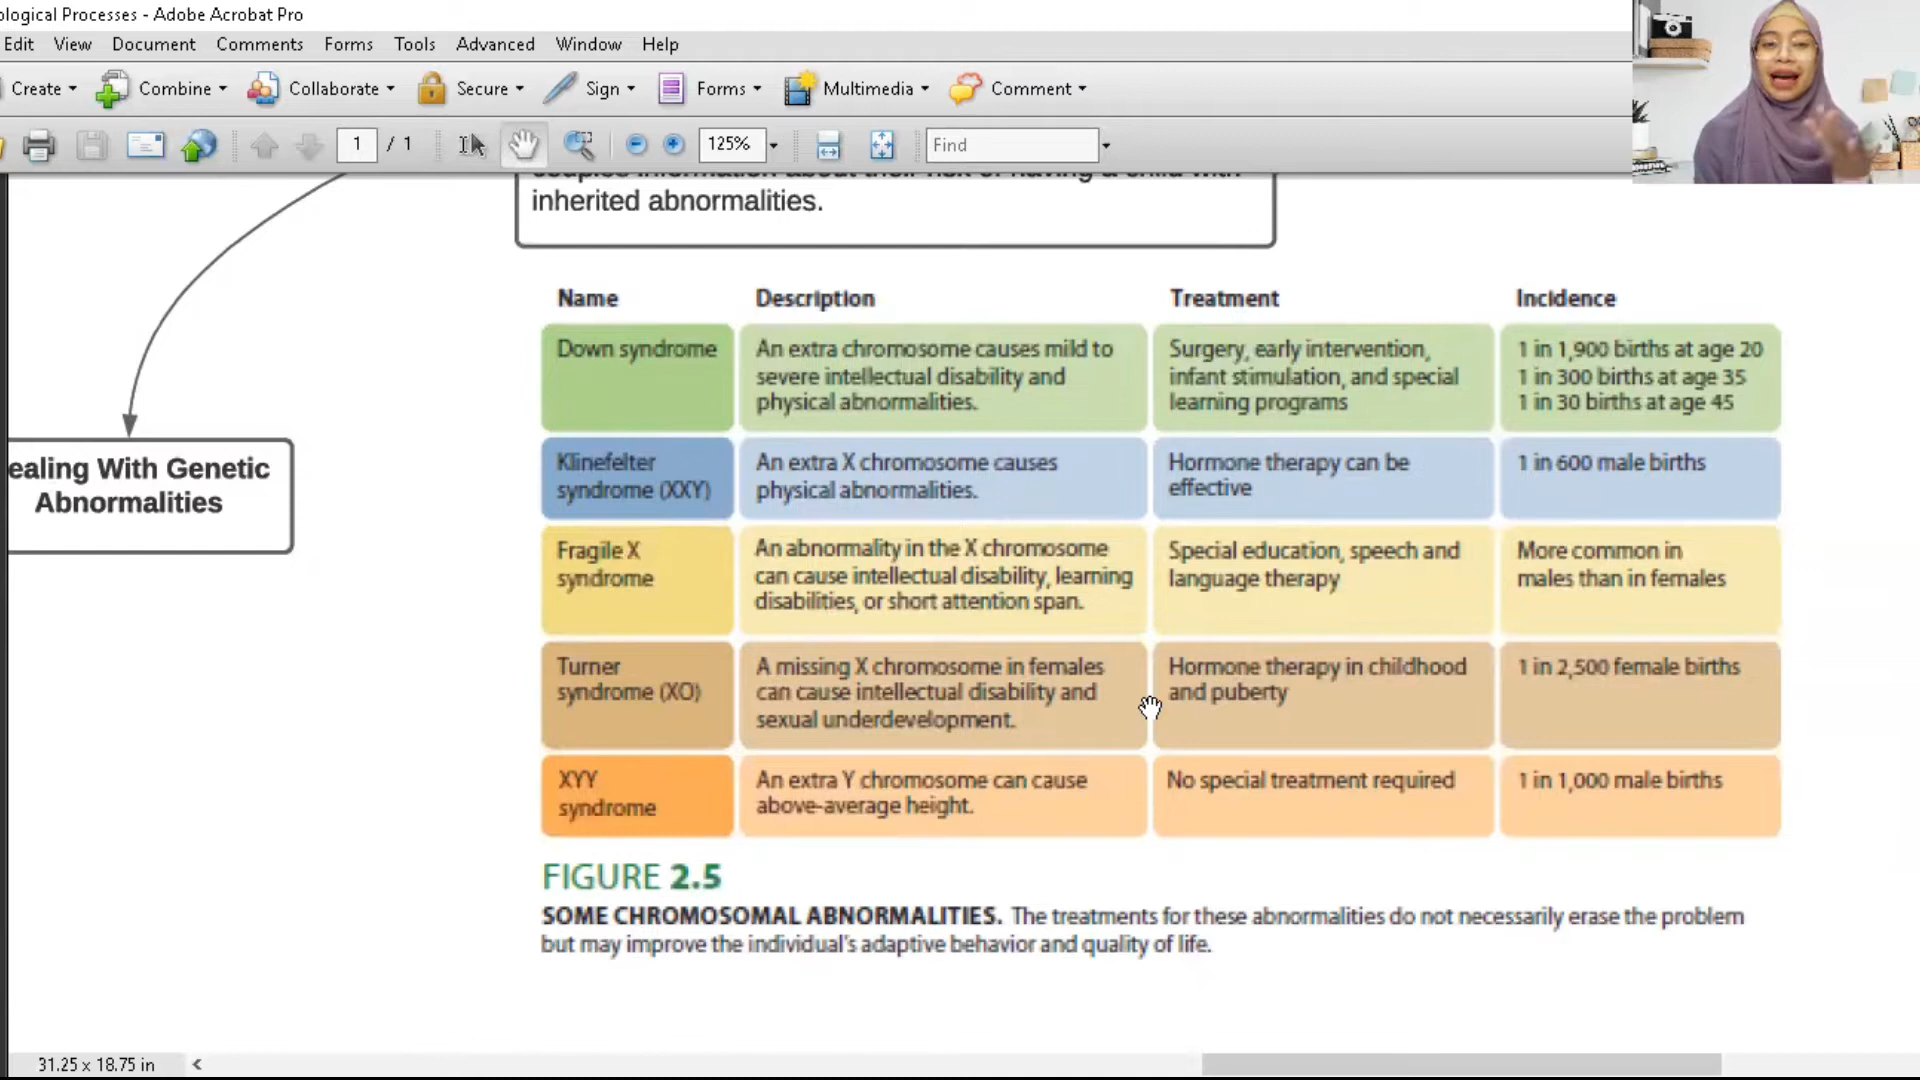 ological Processes - Adobe Acrobat Pro
Edit View Document Comments Forms Tools Advanced Window Help
Create Combine Collaborate Secure Sign Forms Multimedia Comment
1 / 1 125% Find
couples information about their risk of having a child with
inherited abnormalities.
Name Description Treatment Incidence
Down syndrome An extra chromosome causes mild to Surgery, early intervention, 1 in 1,900 births at age 20
severe intellectual disability and infant stimulation, and special 1 in 300 births at age 35
physical abnormalities. learning programs 1 in 30 births at age 45
ealing With Genetic
Abnormalities
Klinefelter An extra X chromosome causes Hormone therapy can be 1 in 600 male births
syndrome (XXY) physical abnormalities. effective
Fragile X An abnormality in the X chromosome Special education, speech and More common in
syndrome can cause intellectual disability, learning language therapy males than in females
disabilities, or short attention span.
Turner A missing X chromosome in females Hormone therapy in childhood 1 in 2,500 female births
syndrome (XO) can cause intellectual disability and and puberty
sexual underdevelopment.
XYY An extra Y chromosome can cause No special treatment required 1 in 1,000 male births
syndrome above-average height.
FIGURE 2.5
SOME CHROMOSOMAL ABNORMALITIES. The treatments for these abnormalities do not necessarily erase the problem
but may improve the individual's adaptive behavior and quality of life.
31.25 x 18.75 in